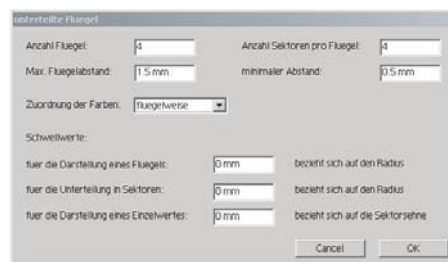 unterteilte Fluegel
Anzahl Fluegel: 4 Anzahl Sektoren pro Fluegel: 4
Max. Fluegelabstand: 1.5 mm minimaler Abstand: 0.5 mm
Zuordnung der Farben: fluegelweise
Schwellwerte:
fuer die Darstellung eines Fluegels: 0 mm bezieht sich auf den Radius
fuer die Unterteilung in Sektoren: 0 mm bezieht sich auf den Radius
fuer die Darstellung eines Einzelwertes: 0 mm bezieht sich auf die Sektorsehne
Cancel OK